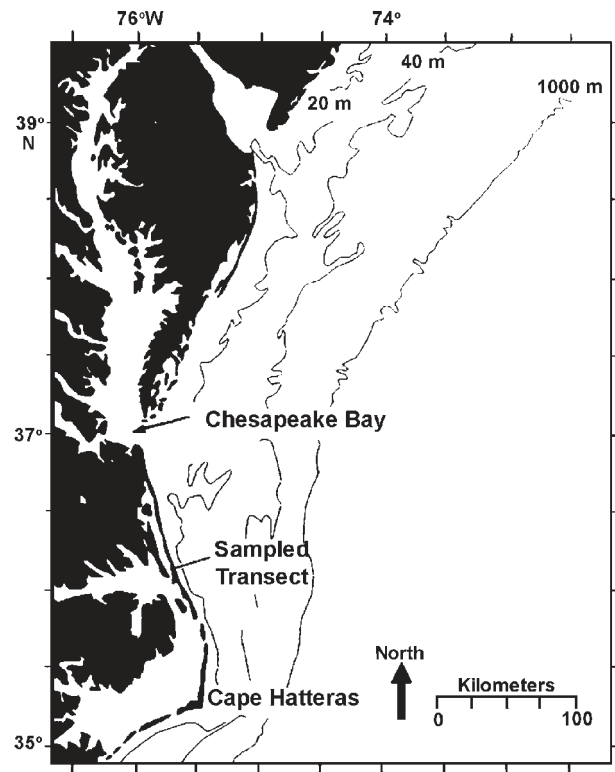 76°W
74°
40 m
20 m
1000 m
39°
N
Chesapeake Bay
37°
Sampled
Transect
North
Kilometers
Cape Hatteras
0
100
35°